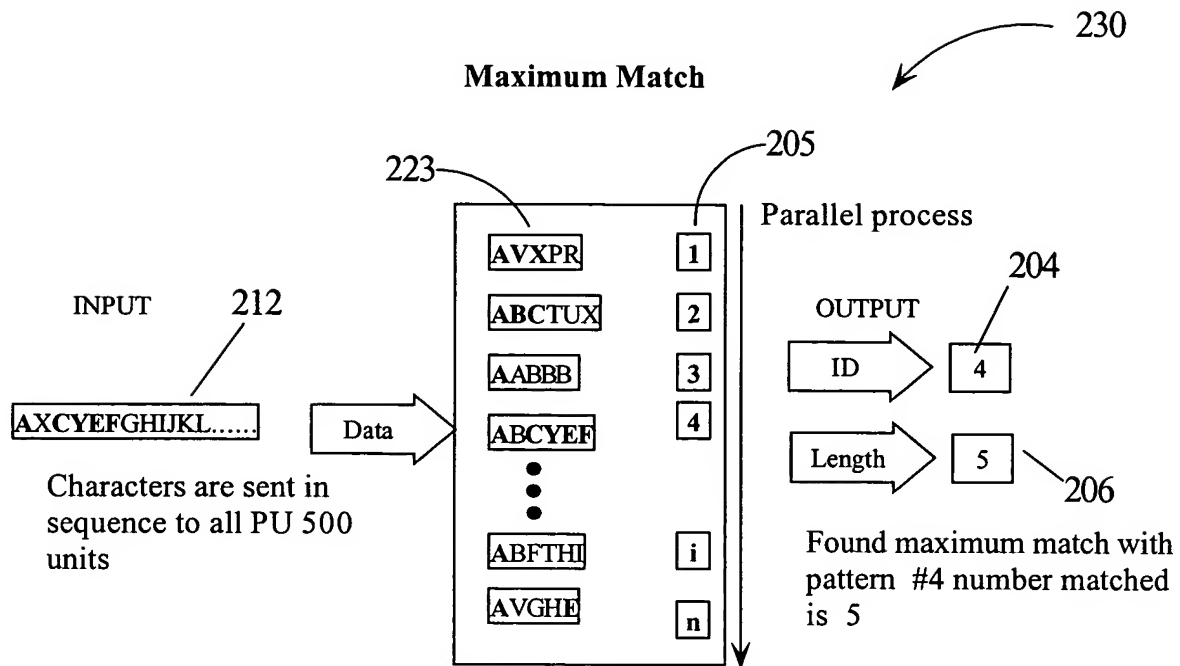 230
Maximum Match
205
223
Parallel process
AVXPR
1
INPUT
212
204
ABCTUX
2
OUTPUT
AABBB
3
ID
4
AXCYEFGHIJKL......
Data
ABCYEF
4
Length
5
206
Characters are sent in
sequence to all PU 500
units
ABFTHI
i
Found maximum match with
pattern #4 number matched
is 5
AVGHE
n